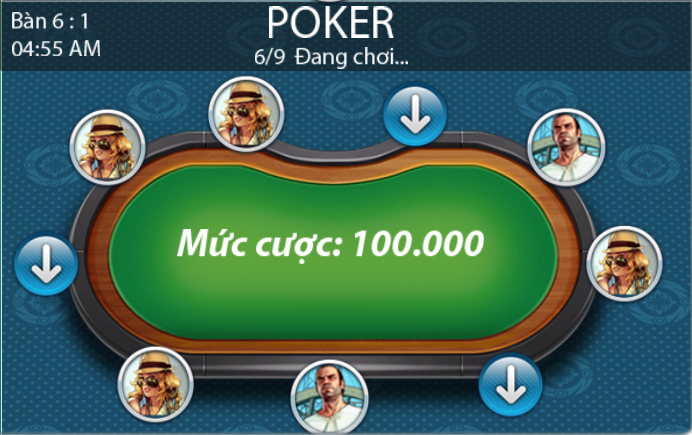 Bàn 6 : 1
04:55 AM
POKER
6/9 Đang chơi...
Mức cược: 100.000